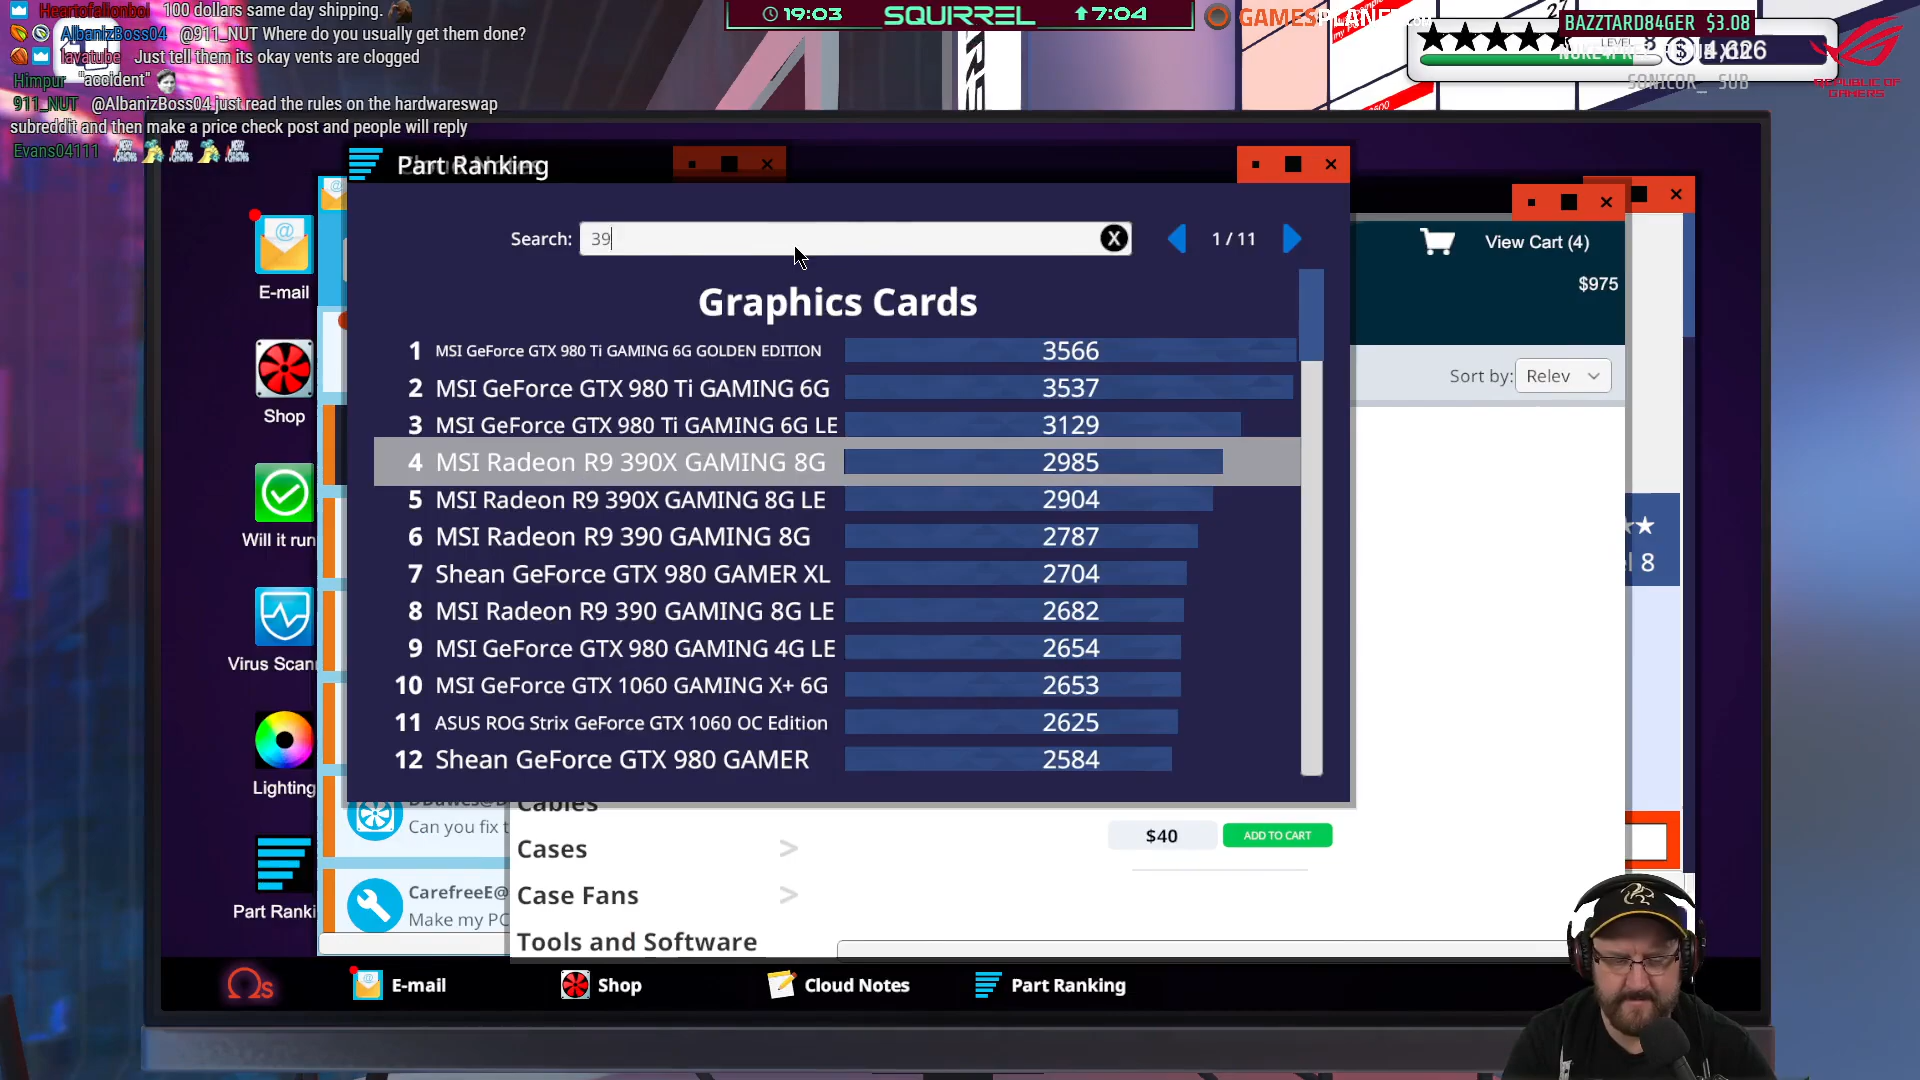 Heartofalionboi 100 dollars same day shipping.
AlbanizBoss04 @911_NUT Where do you usually get them done?
lavatube Just tell them its okay vents are clogged
Himpur "accident"
911_NUT @AlbanizBoss04 just read the rules on the hardwareswap
subreddit and then make a price check post and people will reply
Evans04111
19:03 SQUIRREL 7:04
BAZZTARD84GER $3.08
SONICOR_ SUB
REPUBLIC OF
GAMERS
Part Ranking
Search: 39
X
1 / 11
View Cart (4)
$975
Sort by: Relev
Graphics Cards
1 MSI GeForce GTX 980 Ti GAMING 6G GOLDEN EDITION 3566
2 MSI GeForce GTX 980 Ti GAMING 6G 3537
3 MSI GeForce GTX 980 Ti GAMING 6G LE 3129
4 MSI Radeon R9 390X GAMING 8G 2985
5 MSI Radeon R9 390X GAMING 8G LE 2904
6 MSI Radeon R9 390 GAMING 8G 2787
7 Shean GeForce GTX 980 GAMER XL 2704
8 MSI Radeon R9 390 GAMING 8G LE 2682
9 MSI GeForce GTX 980 GAMING 4G LE 2654
10 MSI GeForce GTX 1060 GAMING X+ 6G 2653
11 ASUS ROG Strix GeForce GTX 1060 OC Edition 2625
12 Shean GeForce GTX 980 GAMER 2584
E-mail
Shop
Will it run
Virus Scan
Lighting
Part Ranki
8
Can you fix t
CarefreeE@
Make my PC
Cables
Cases >
Case Fans >
Tools and Software
$40 ADD TO CART
Ωs E-mail Shop Cloud Notes Part Ranking